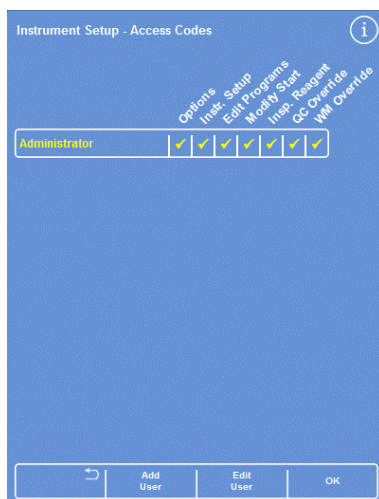 Instrument Setup - Access Codes
i
Options
Instr. Setup
Edit Programs
Modify Start
Insp. Reagent
QC Override
WM Override
Administrator
Add
User
Edit
User
OK